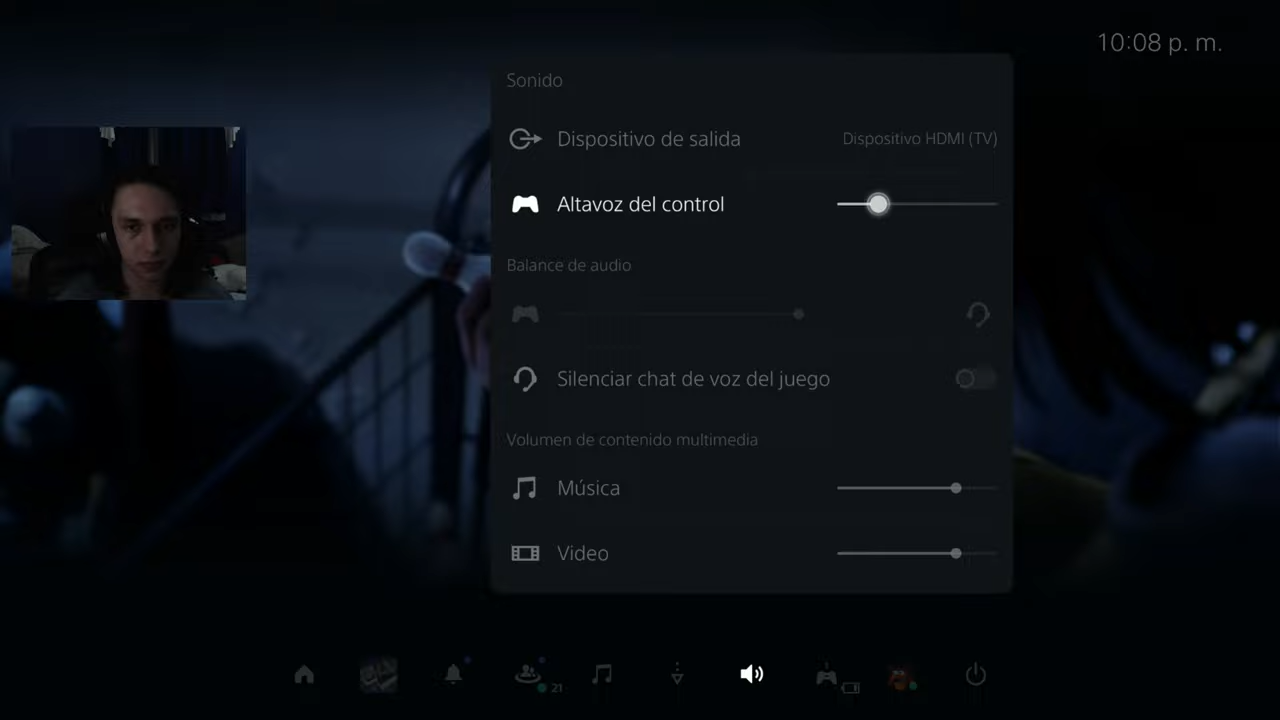 10:08 p. m.
Sonido
Dispositivo de salida Dispositivo HDMI (TV)
Altavoz del control
Balance de audio
Silenciar chat de voz del juego
Volumen de contenido multimedia
Música
Video
21